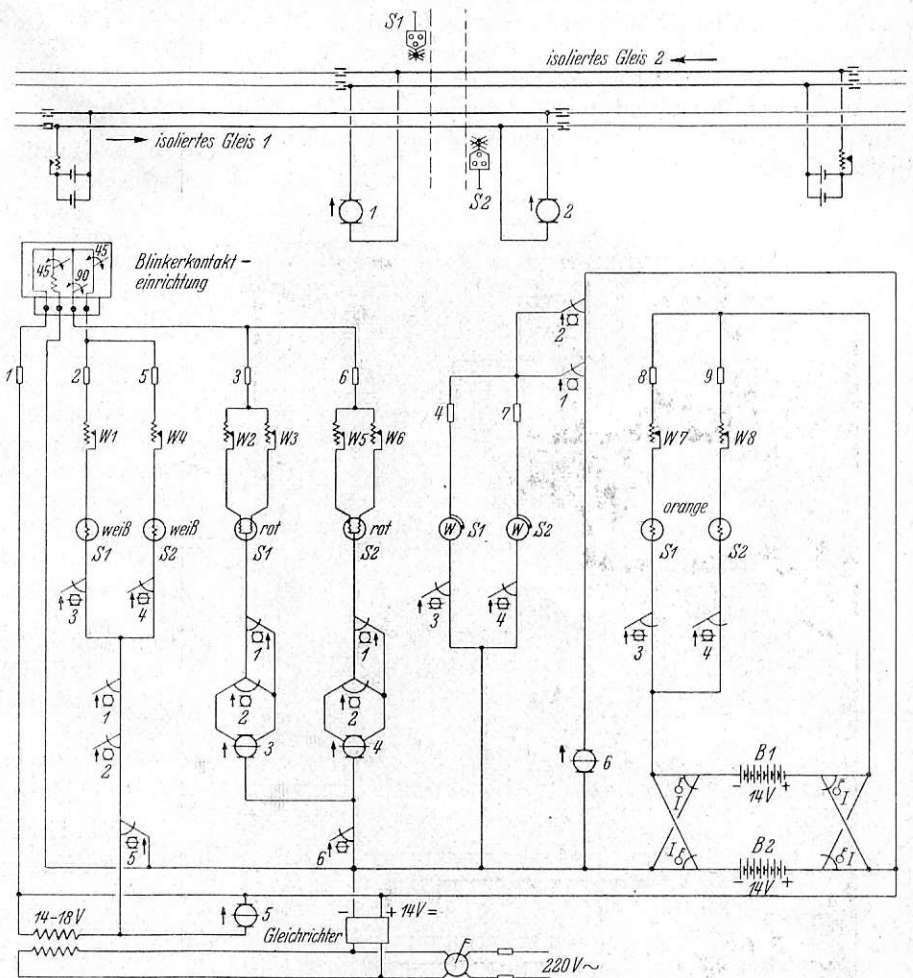 S1
isoliertes Gleis 2
isoliertes Gleis 1
S2
1
2
45
90
45
Blinkerkontakt –
einrichtung
2
1
1
2
5
3
6
4
7
8
9
W1
W4
W2
W3
W5
W6
W7
W8
orange
weiß
S1
weiß
S2
rot
S1
rot
S2
W
S1
W
S2
S1
S2
3
4
3
4
3
4
1
1
1
2
2
2
3
4
6
B1
I
- 14V +
I
I
B2
I
- 14V +
5
6
14–18V
5
- + 14V =
Gleichrichter
220V ~